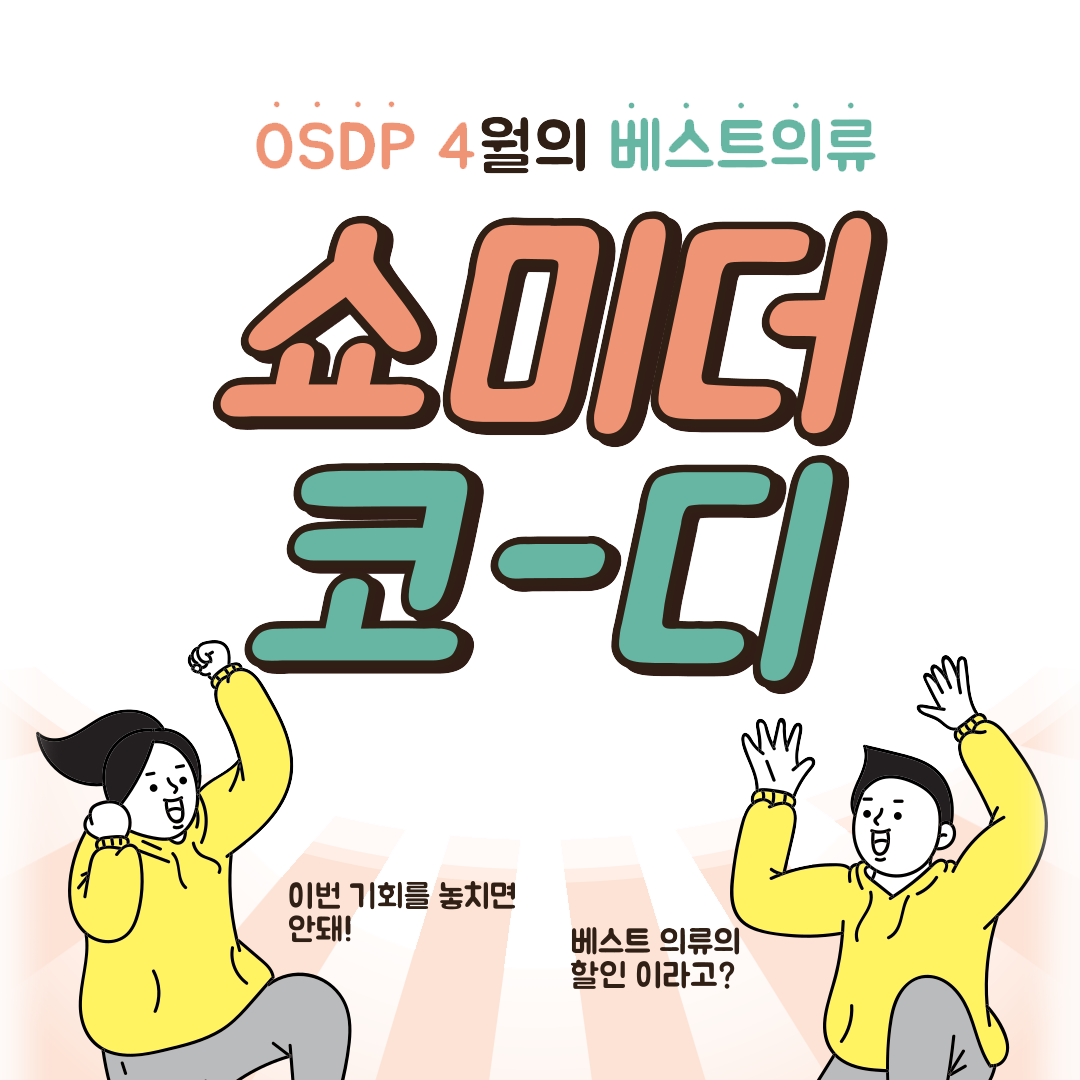 OSDP 4월의 베스트의류
쇼미더
코-디
이번 기회를 놓치면
안돼!
베스트 의류의
할인 이라고?